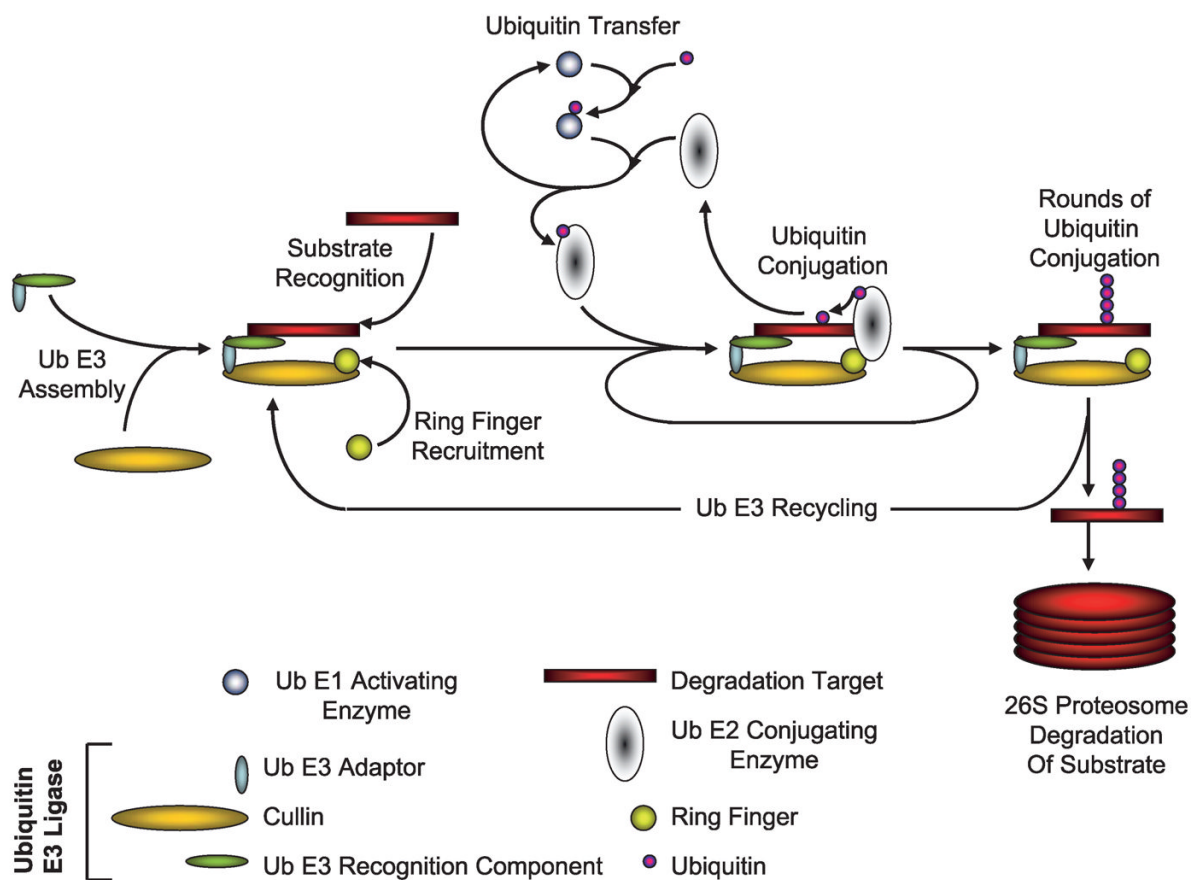 Ubiquitin Transfer
Substrate
Recognition
Ub E3
Assembly
Ring Finger
Recruitment
Ubiquitin
Conjugation
Rounds of
Ubiquitin
Conjugation
Ub E3 Recycling
26S Proteosome
Degradation
Of Substrate
Ub E1 Activating
Enzyme
Degradation Target
Ub E2 Conjugating
Enzyme
Ubiquitin
E3 Ligase
Ub E3 Adaptor
Cullin
Ub E3 Recognition Component
Ring Finger
Ubiquitin